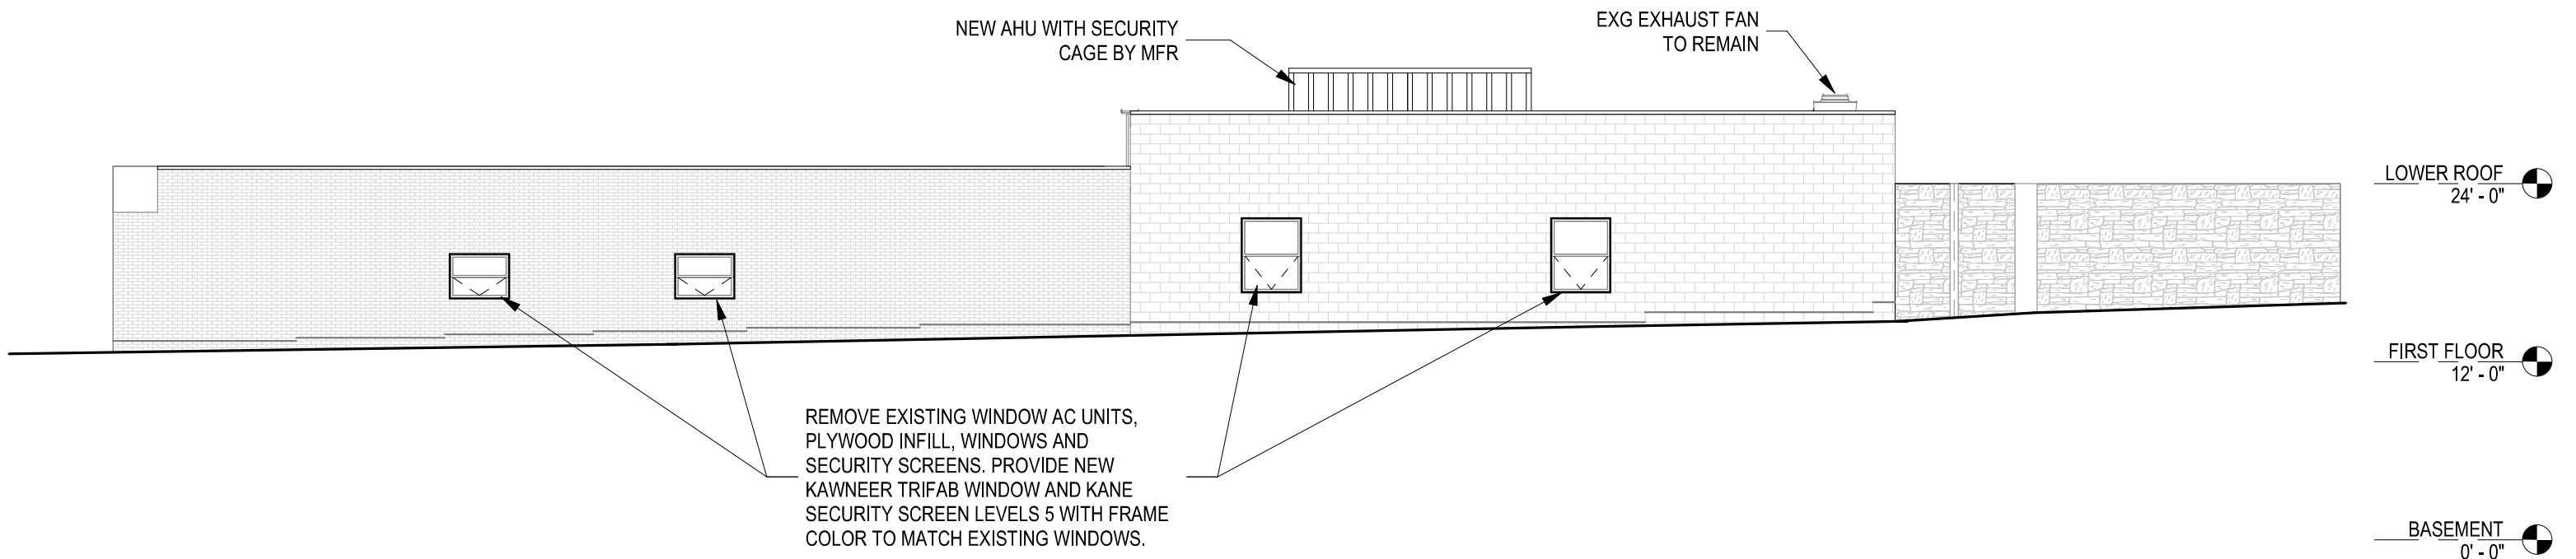 NEW AHU WITH SECURITY
CAGE BY MFR
EXG EXHAUST FAN
TO REMAIN
LOWER ROOF
24' - 0"
FIRST FLOOR
12' - 0"
REMOVE EXISTING WINDOW AC UNITS,
PLYWOOD INFILL, WINDOWS AND
SECURITY SCREENS. PROVIDE NEW
KAWNEER TRIFAB WINDOW AND KANE
SECURITY SCREEN LEVELS 5 WITH FRAME
COLOR TO MATCH EXISTING WINDOWS.
BASEMENT
0' - 0"